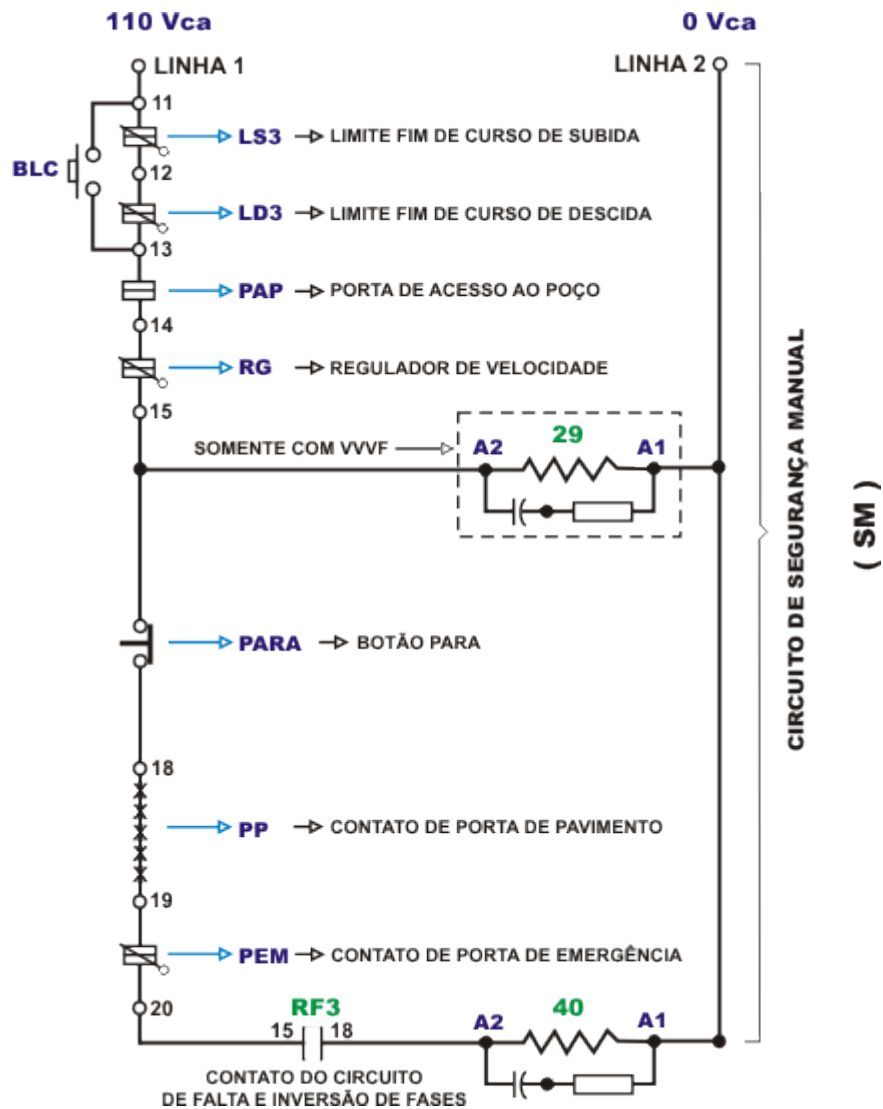 110 Vca
0 Vca
LINHA 1
LINHA 2
11
LS3
LIMITE FIM DE CURSO DE SUBIDA
BLC
12
LD3
LIMITE FIM DE CURSO DE DESCIDA
13
PAP
PORTA DE ACESSO AO POÇO
14
RG
REGULADOR DE VELOCIDADE
15
SOMENTE COM VVVF
A2
29
A1
PARA
BOTÃO PARA
18
PP
CONTATO DE PORTA DE PAVIMENTO
19
PEM
CONTATO DE PORTA DE EMERGÊNCIA
20
RF3
15
18
A2
40
A1
CONTATO DO CIRCUITO
DE FALTA E INVERSÃO DE FASES
CIRCUITO DE SEGURANÇA MANUAL
( SM )